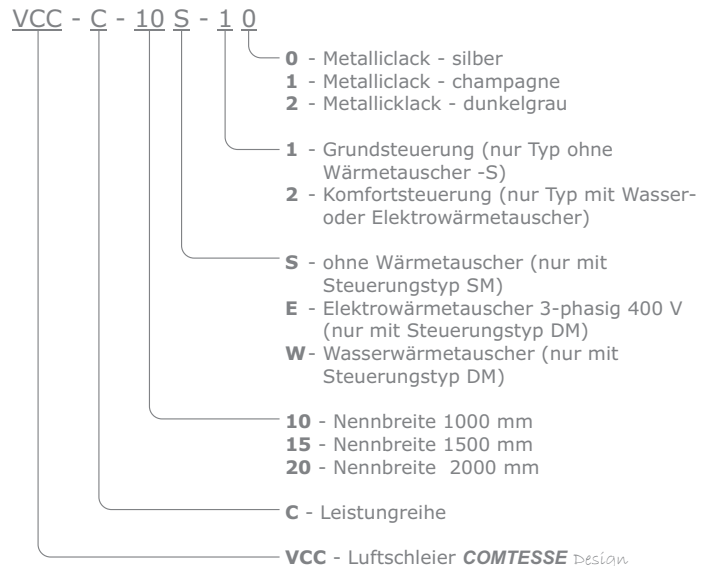 VCC - C - 10 S - 1 0
0 - Metalliclack - silber
1 - Metalliclack - champagne
2 - Metallicklack - dunkelgrau
1 - Grundsteuerung (nur Typ ohne
Wärmetauscher -S)
2 - Komfortsteuerung (nur Typ mit Wasser-
oder Elektrowärmetauscher)
S - ohne Wärmetauscher (nur mit
Steuerungstyp SM)
E - Elektrowärmetauscher 3-phasig 400 V
(nur mit Steuerungstyp DM)
W - Wasserwärmetauscher (nur mit
Steuerungstyp DM)
10 - Nennbreite 1000 mm
15 - Nennbreite 1500 mm
20 - Nennbreite 2000 mm
C - Leistungreihe
VCC - Luftschleier COMTESSE Design